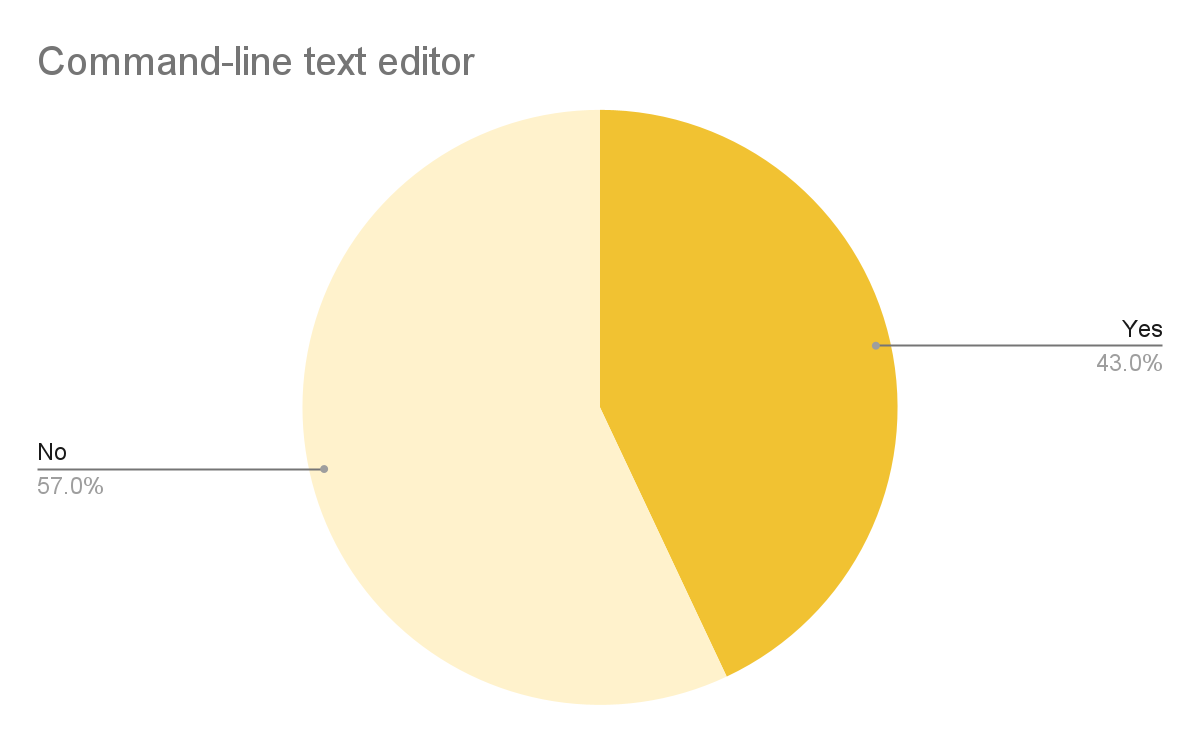 Command-line text editor
Yes
43.0%
No
57.0%